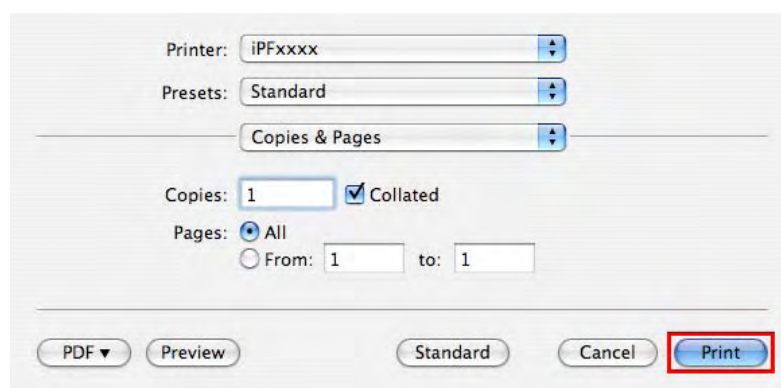 Printer: iPFxxxx
Presets: Standard
Copies & Pages
Copies: 1 Collated
Pages: All
From: 1 to: 1
PDF ▼ Preview Standard Cancel Print